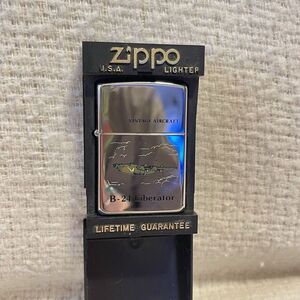 zippo
U.S.A. LIGHTER
VINTAGE AIRCRAFT
B-24 Liberator
LIFETIME GUARANTEE